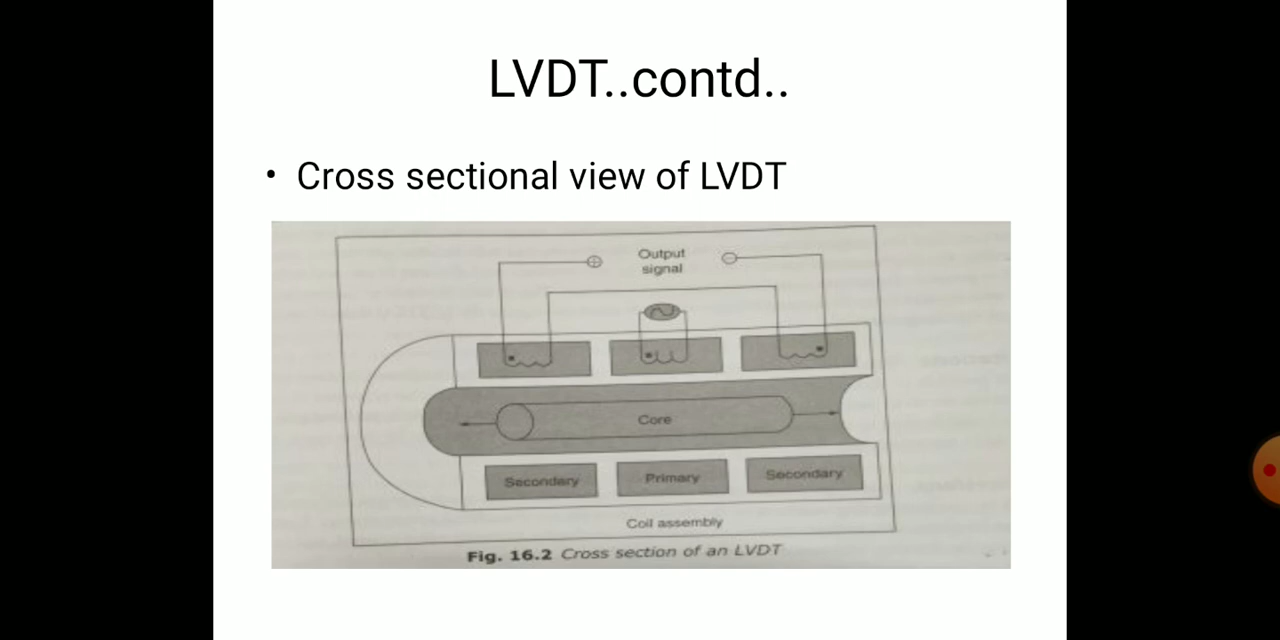 LVDT..contd..
• Cross sectional view of LVDT
Output
signal
Core
Secondary Primary Secondary
Coil assembly
Fig. 16.2 Cross section of an LVDT